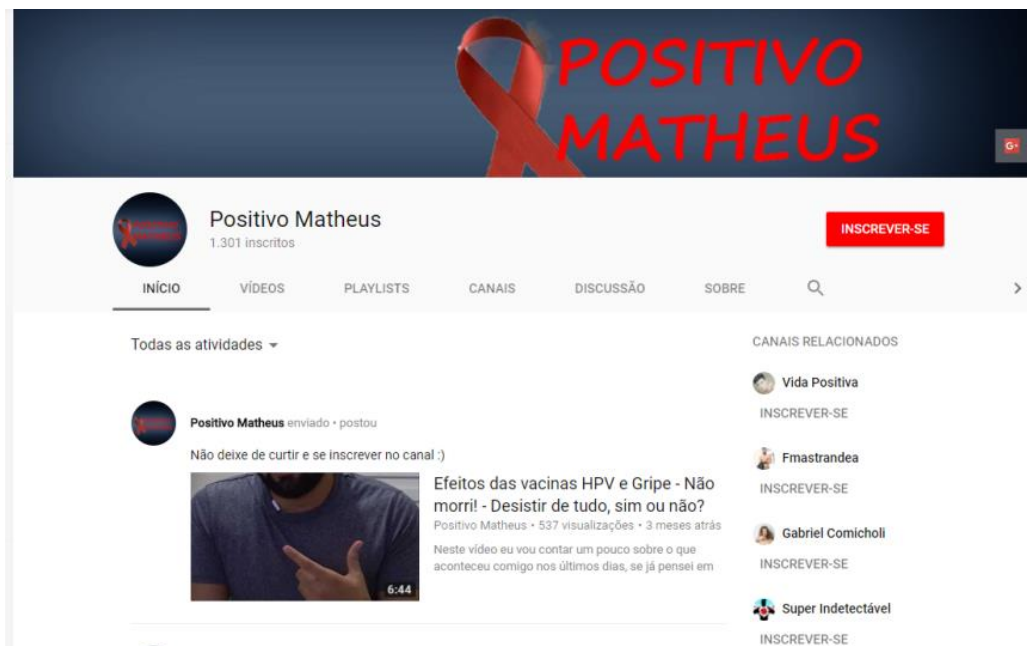 POSITIVO
MATHEUS
G+
Positivo Matheus
1.301 inscritos
INSCREVER-SE
INÍCIO VÍDEOS PLAYLISTS CANAIS DISCUSSÃO SOBRE
Todas as atividades
Positivo Matheus enviado • postou
Não deixe de curtir e se inscrever no canal :)
Efeitos das vacinas HPV e Gripe - Não
morri! - Desistir de tudo, sim ou não?
Positivo Matheus • 537 visualizações • 3 meses atrás
Neste vídeo eu vou contar um pouco sobre o que
aconteceu comigo nos últimos dias, se já pensei em
6:44
CANAIS RELACIONADOS
Vida Positiva
INSCREVER-SE
Fmastrandea
INSCREVER-SE
Gabriel Comicholi
INSCREVER-SE
Super Indetectável
INSCREVER-SE